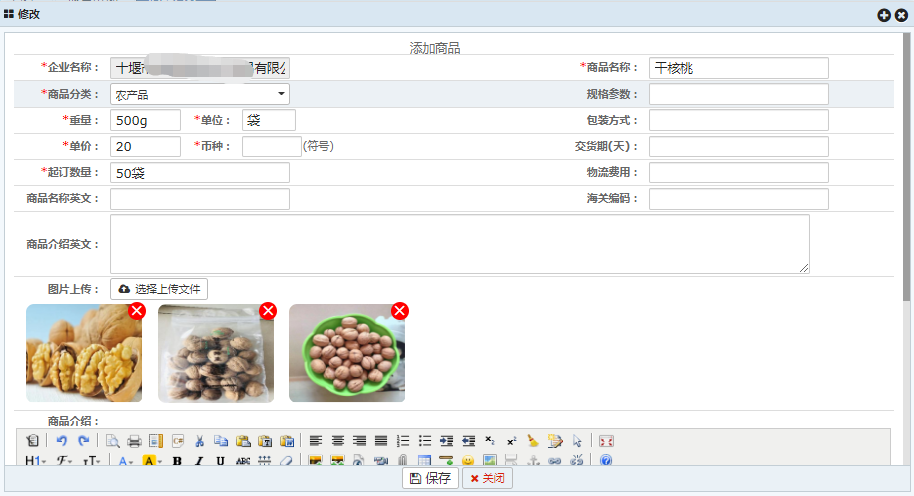 修改
添加商品
*企业名称： 十堰 有限公
*商品名称： 干核桃
*商品分类： 农产品
规格参数：
*重量： 500g *单位： 袋
包装方式：
*单价： 20 *币种： (符号)
交货期(天)：
*起订数量： 50袋
物流费用：
商品名称英文：
海关编码：
商品介绍英文：
图片上传： 选择上传文件
商品介绍：
H1 F тT A A B I U ABC
保存 关闭